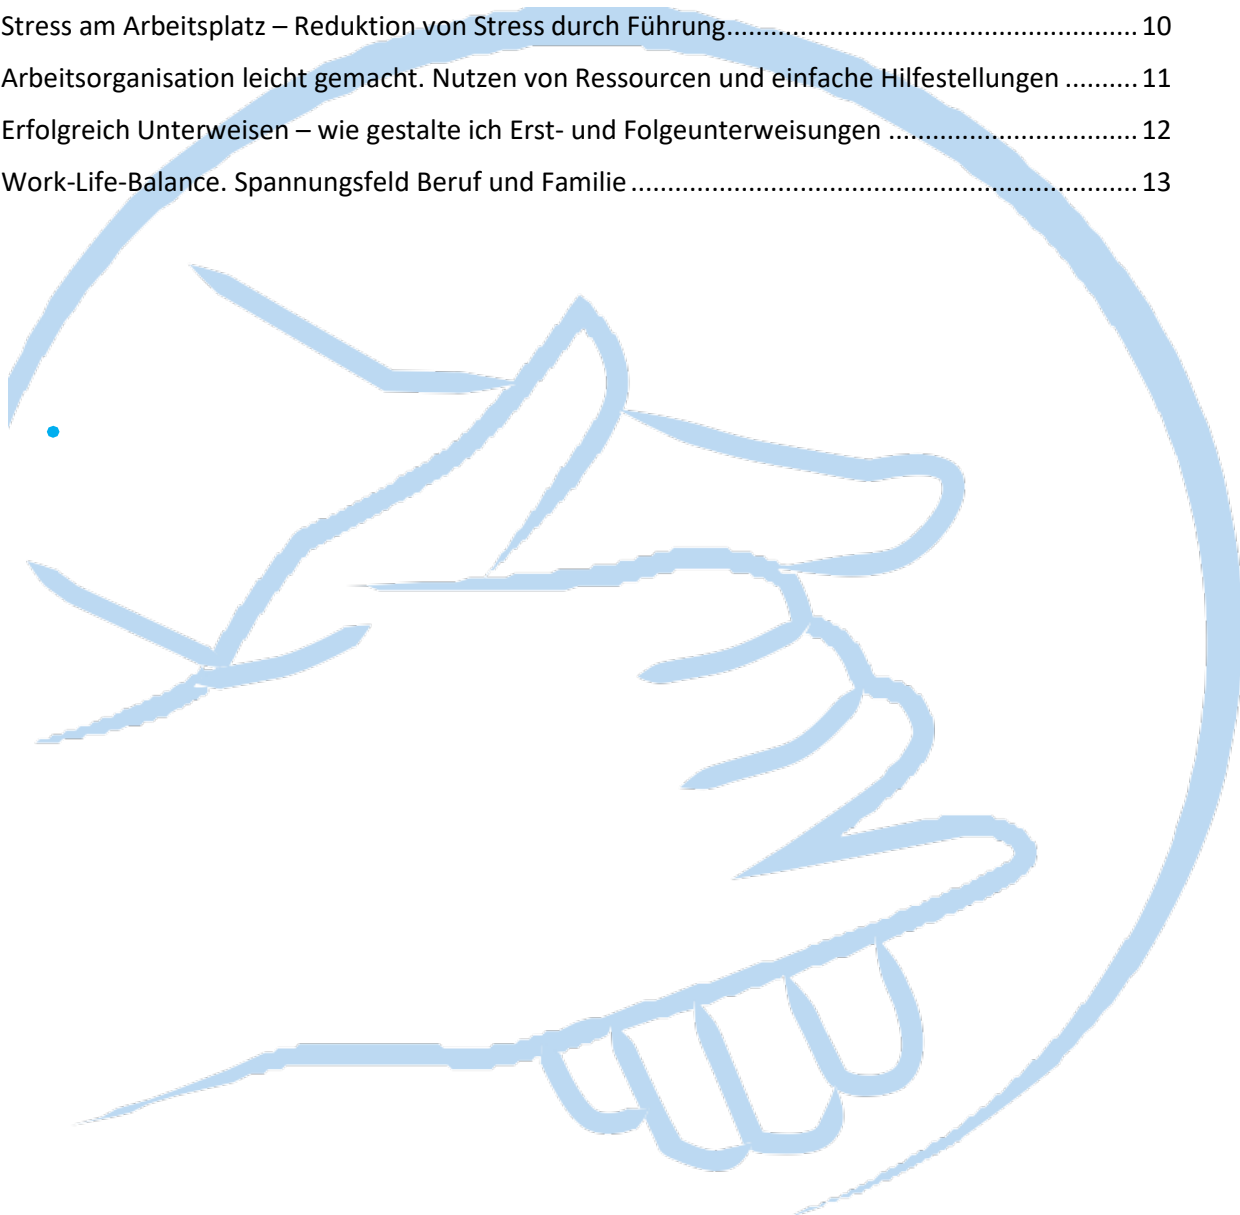 Stress am Arbeitsplatz – Reduktion von Stress durch Führung.......................................................... 10
Arbeitsorganisation leicht gemacht. Nutzen von Ressourcen und einfache Hilfestellungen .......... 11
Erfolgreich Unterweisen – wie gestalte ich Erst- und Folgeunterweisungen ................................... 12
Work-Life-Balance. Spannungsfeld Beruf und Familie ....................................................................... 13